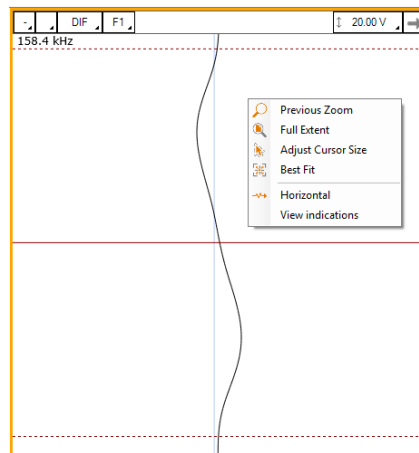 - DIF F1 20.00 V
158.4 kHz
Previous Zoom
Full Extent
Adjust Cursor Size
Best Fit
Horizontal
View indications